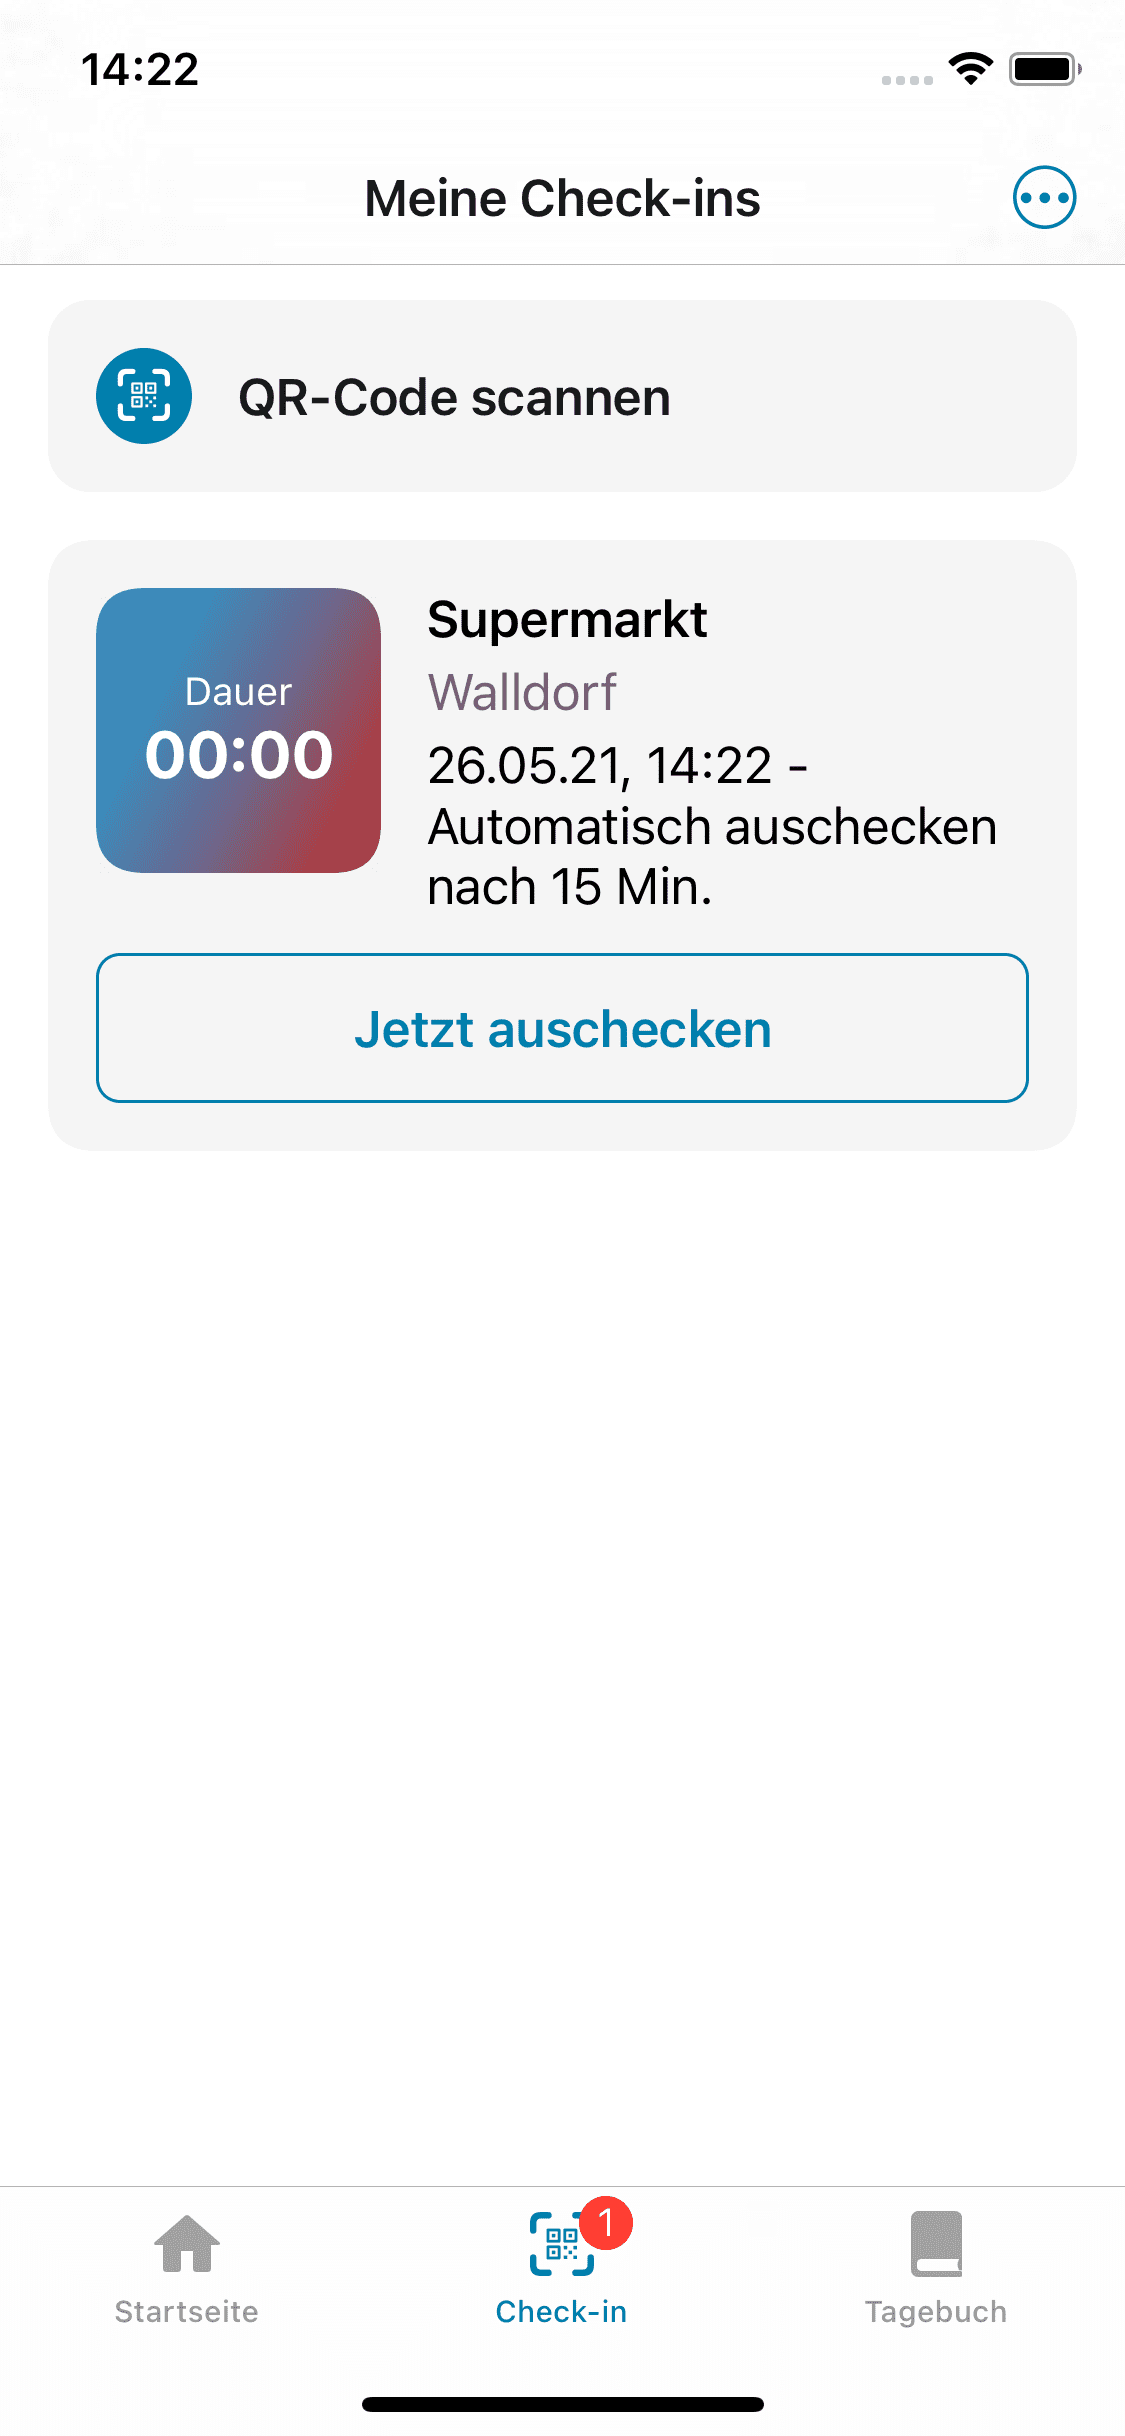 14:22
Meine Check-ins
QR-Code scannen
Dauer
00:00
Supermarkt
Walldorf
26.05.21, 14:22 -
Automatisch auschecken
nach 15 Min.
Jetzt auschecken
1
Startseite
Check-in
Tagebuch